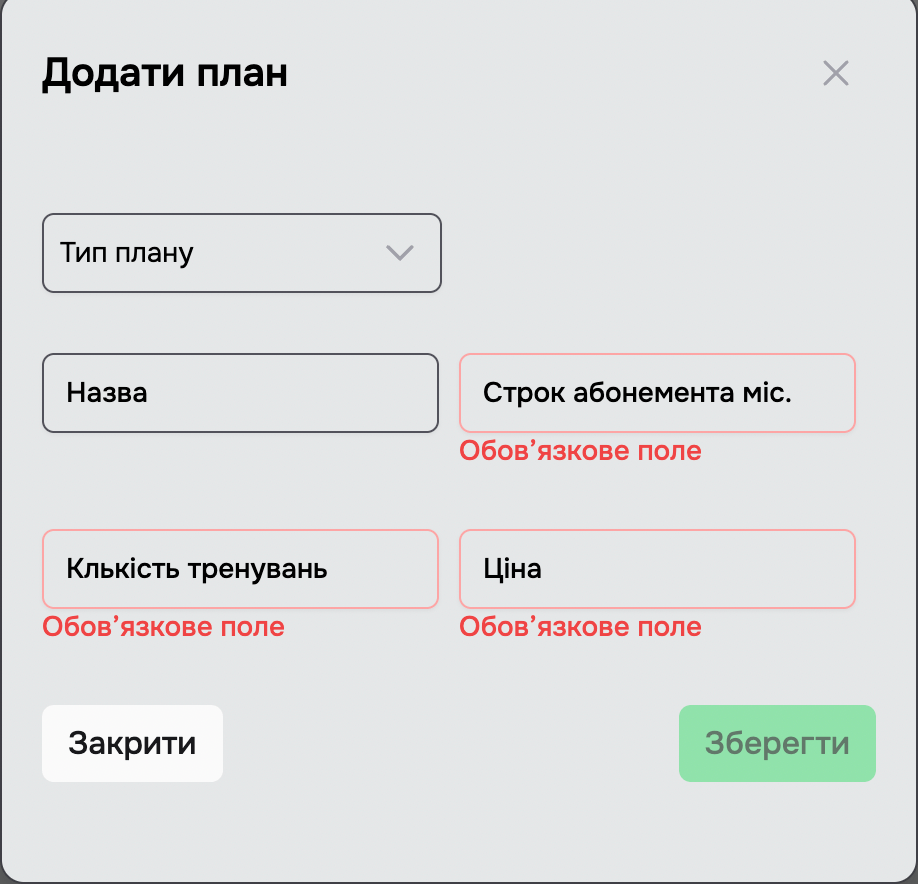 Додати план
Тип плану
Назва
Строк абонемента міс.
Обов’язкове поле
Клькість тренувань
Ціна
Обов’язкове поле
Обов’язкове поле
Закрити
Зберегти